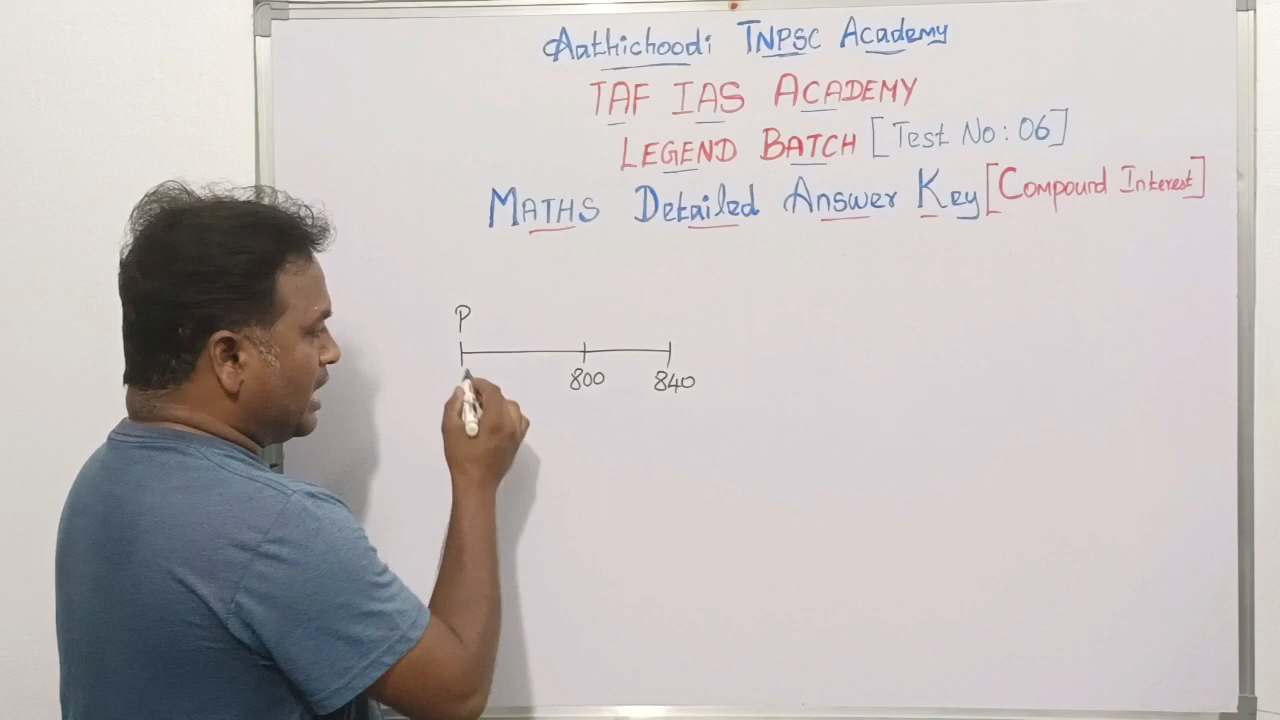 Aathichoodi TNPSC Academy
TAF IAS ACADEMY
LEGEND BATCH [Test No: 06]
MATHS Detailed Answer Key [Compound Interest]
P
800 840